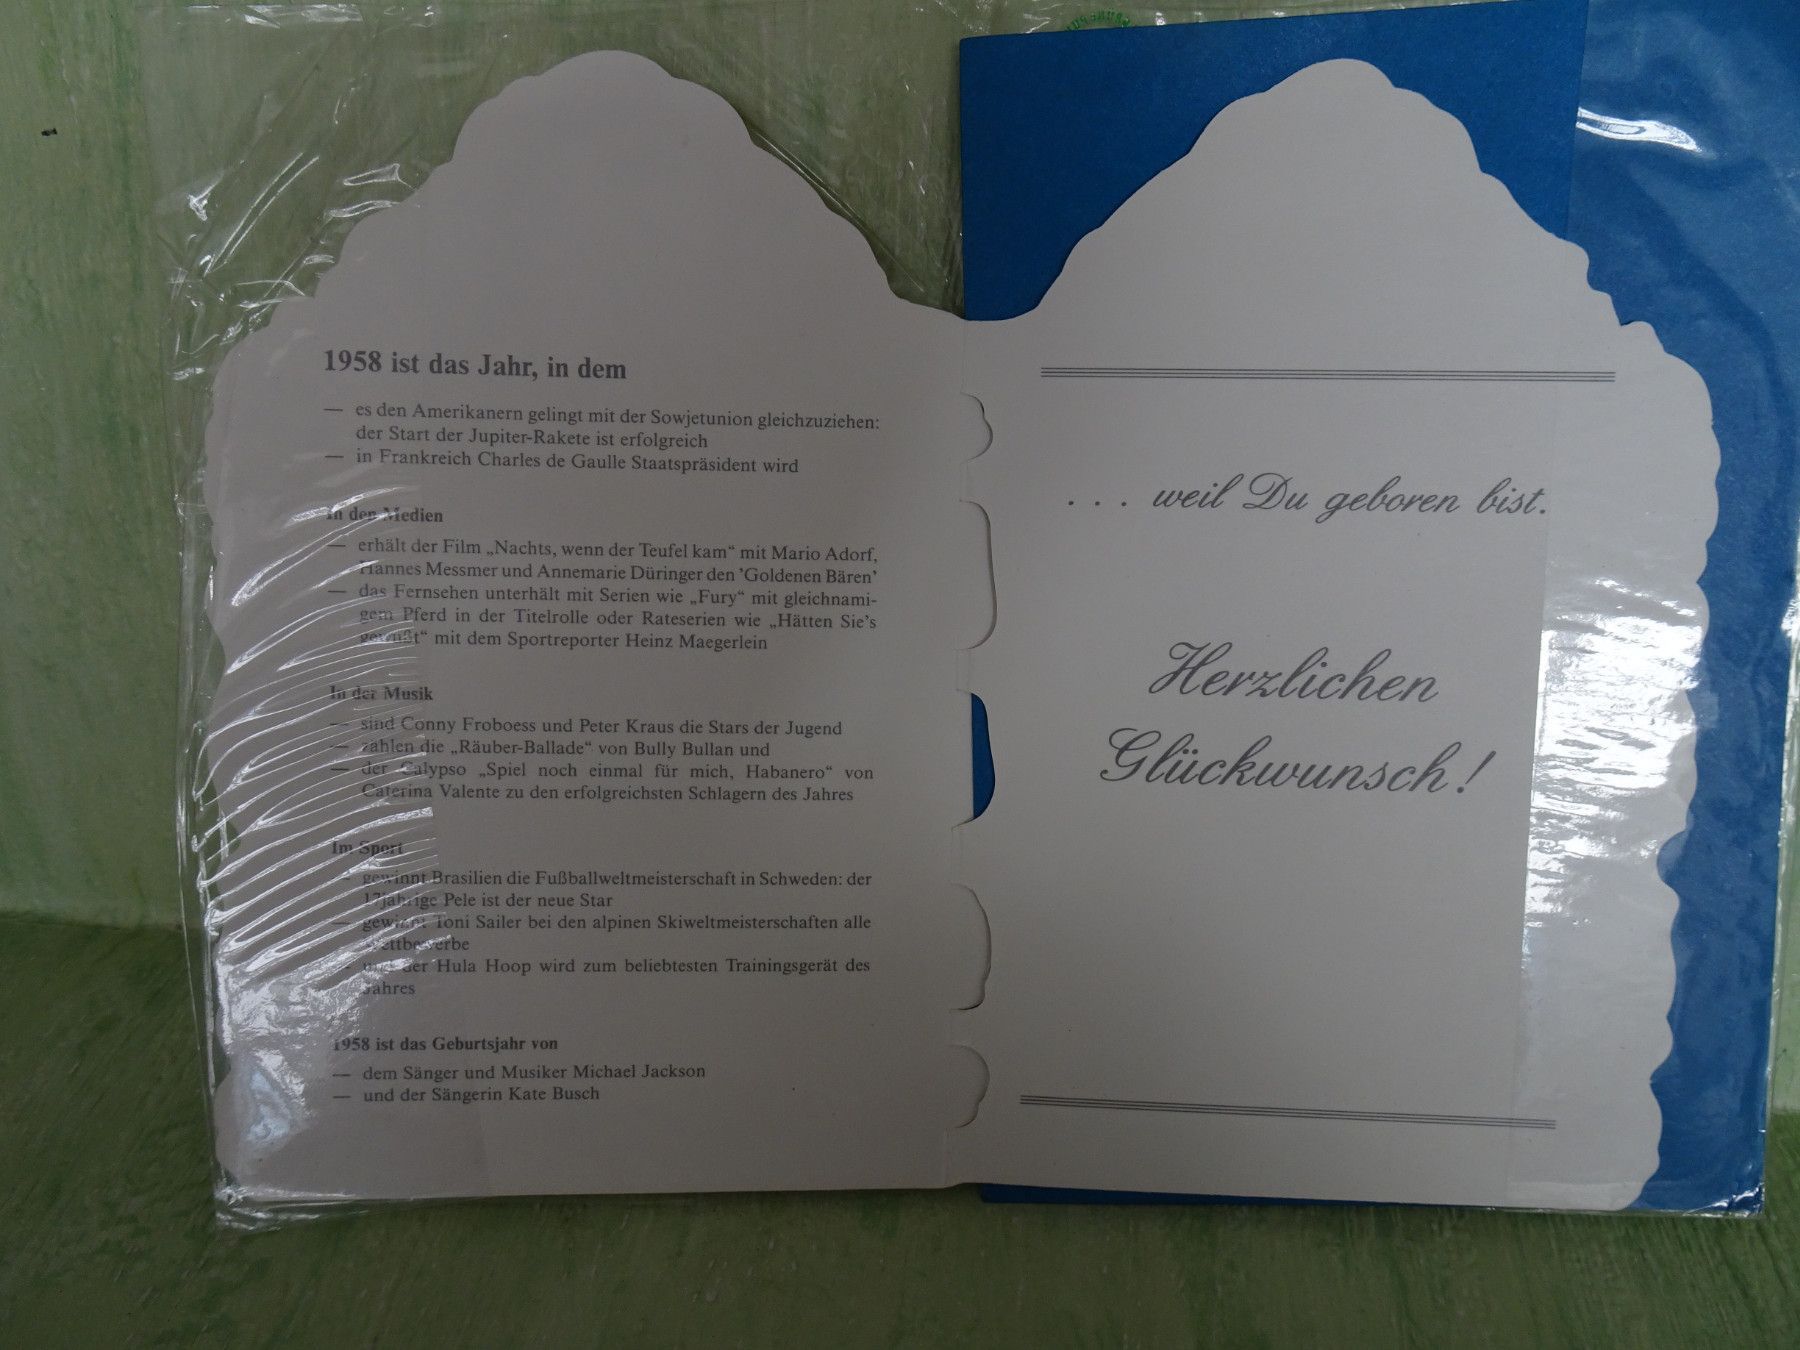 1958 ist das Jahr, in dem
— es den Amerikanern gelingt mit der Sowjetunion gleichzuziehen:
der Start der Jupiter-Rakete ist erfolgreich
— in Frankreich Charles de Gaulle Staatspräsident wird
In den Medien
— erhält der Film „Nachts, wenn der Teufel kam“ mit Mario Adorf,
Hannes Messmer und Annemarie Düringer den 'Goldenen Bären'
— das Fernsehen unterhält mit Serien wie „Fury“ mit gleichnami-
gem Pferd in der Titelrolle oder Rateserien wie „Hätten Sie's
gewußt“ mit dem Sportreporter Heinz Maegerlein
In der Musik
— sind Conny Froboess und Peter Kraus die Stars der Jugend
— zählen die „Räuber-Ballade“ von Bully Bullan und
— der Calypso „Spiel noch einmal für mich, Habanero“ von
Caterina Valente zu den erfolgreichsten Schlagern des Jahres
Im Sport
— gewinnt Brasilien die Fußballweltmeisterschaft in Schweden: der
17jährige Pele ist der neue Star
— gewinnt Toni Sailer bei den alpinen Skiweltmeisterschaften alle
Wettbewerbe
— und der Hula Hoop wird zum beliebtesten Trainingsgerät des
Jahres
1958 ist das Geburtsjahr von
— dem Sänger und Musiker Michael Jackson
— und der Sängerin Kate Busch
. . . weil Du geboren bist.
Herzlichen
Glückwunsch!